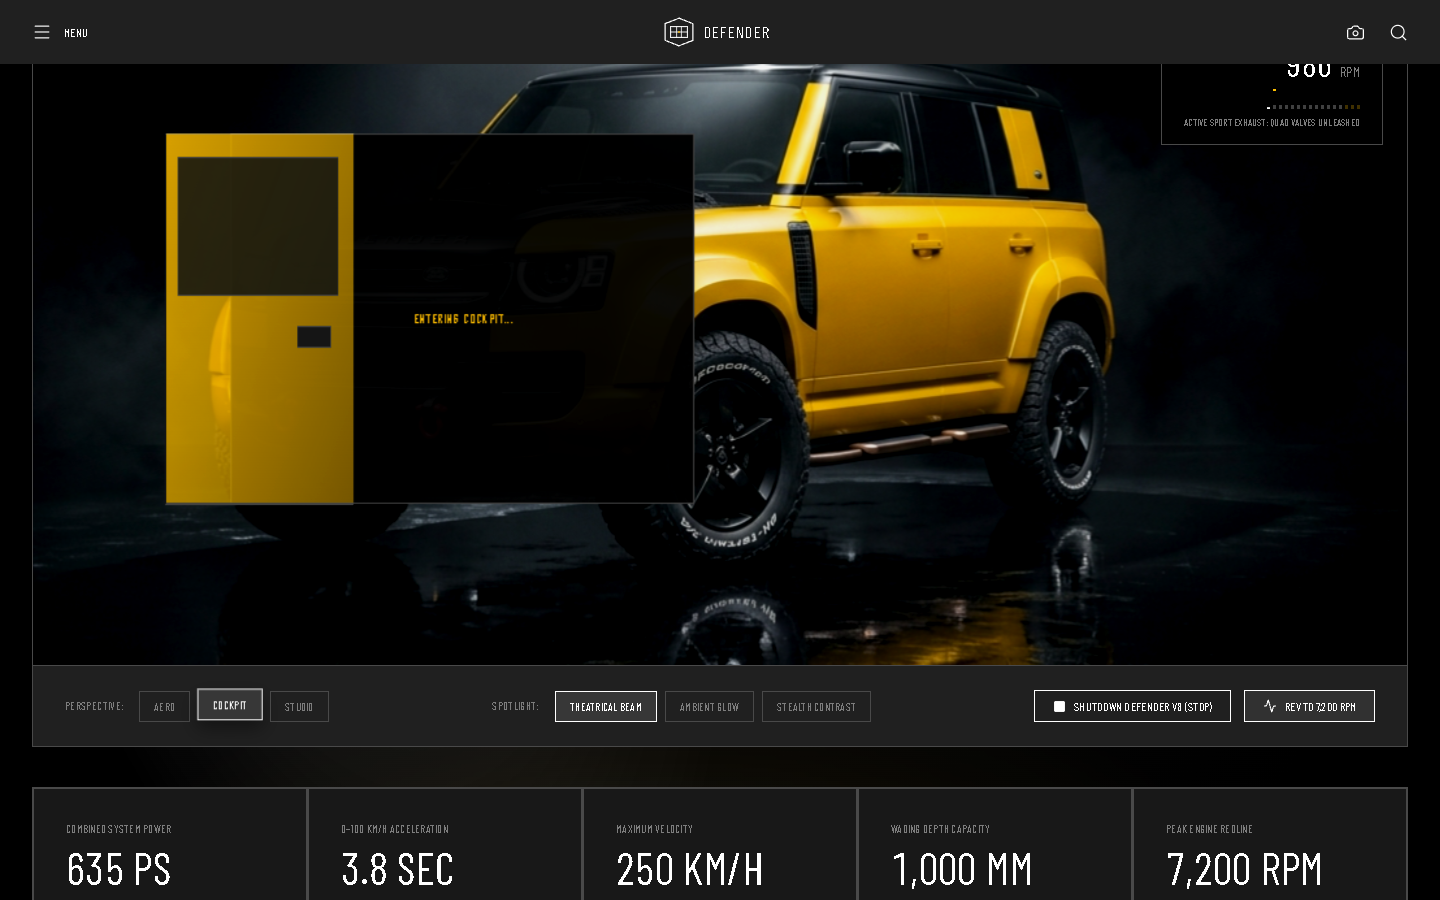 MENU
DEFENDER
980 RPM
ACTIVE SPORT EXHAUST: QUAD VALVES UNLEASHED
ENTERING COCKPIT...
PERSPECTIVE:
AERO
COCKPIT
STUDIO
SPOTLIGHT:
THEATRICAL BEAM
AMBIENT GLOW
STEALTH CONTRAST
SHUTDOWN DEFENDER V8 (STOP)
REV TO 7,200 RPM
COMBINED SYSTEM POWER
635 PS
0-100 KM/H ACCELERATION
3.8 SEC
MAXIMUM VELOCITY
250 KM/H
WADING DEPTH CAPACITY
1,000 MM
PEAK ENGINE REDLINE
7,200 RPM